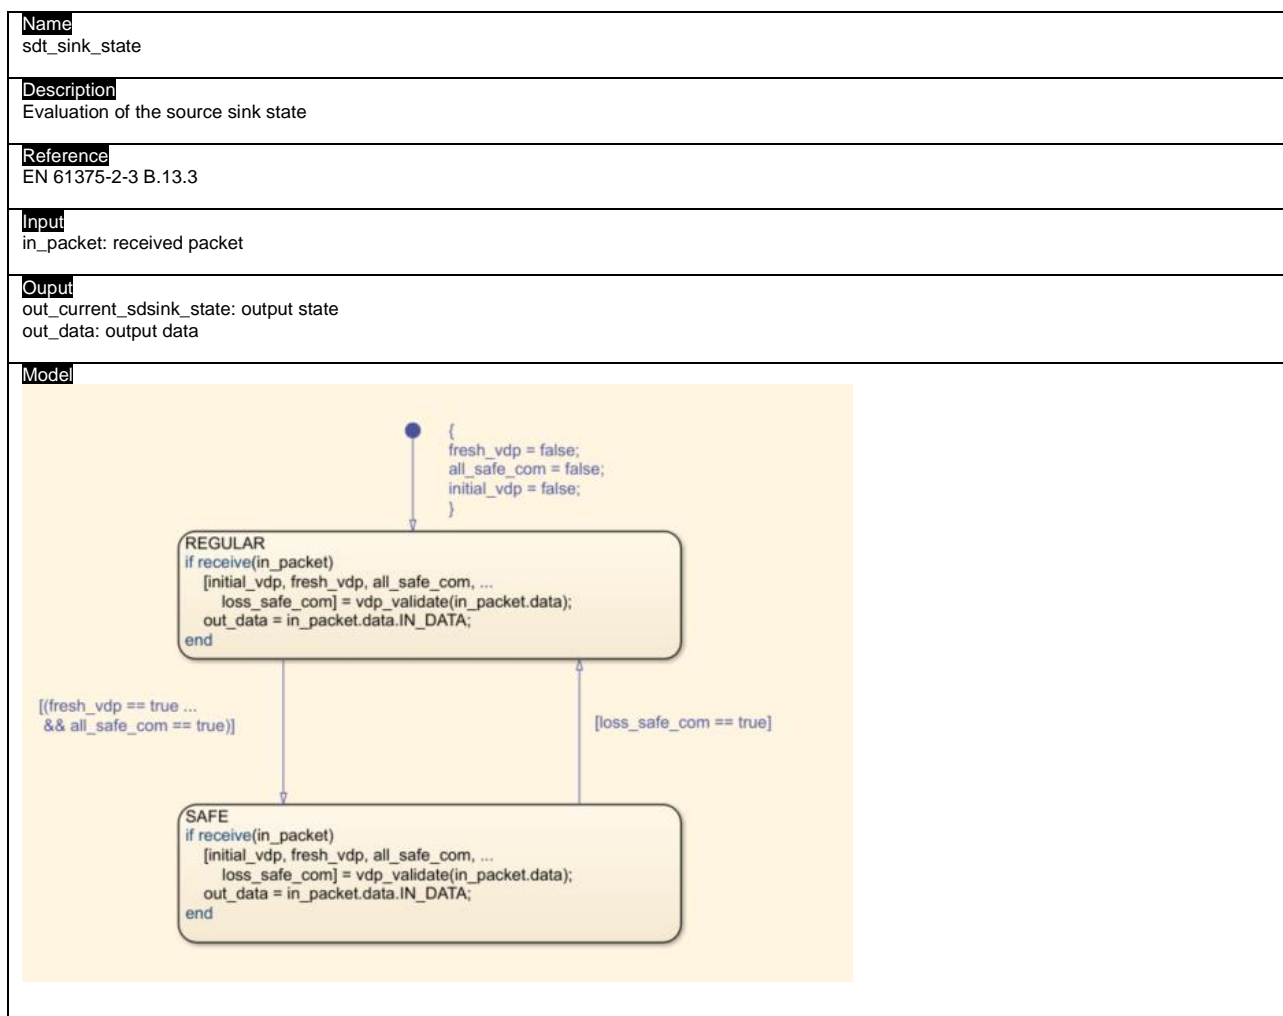 Name
sdt_sink_state
Description
Evaluation of the source sink state
Reference
EN 61375-2-3 B.13.3
Input
in_packet: received packet
Ouput
out_current_sdsink_state: output state
out_data: output data
Model
{
fresh_vdp = false;
all_safe_com = false;
initial_vdp = false;
}
REGULAR
if receive(in_packet)
[initial_vdp, fresh_vdp, all_safe_com, ...
loss_safe_com] = vdp_validate(in_packet.data);
out_data = in_packet.data.IN_DATA;
end
[(fresh_vdp == true ...
&& all_safe_com == true)]
[loss_safe_com == true]
SAFE
if receive(in_packet)
[initial_vdp, fresh_vdp, all_safe_com, ...
loss_safe_com] = vdp_validate(in_packet.data);
out_data = in_packet.data.IN_DATA;
end